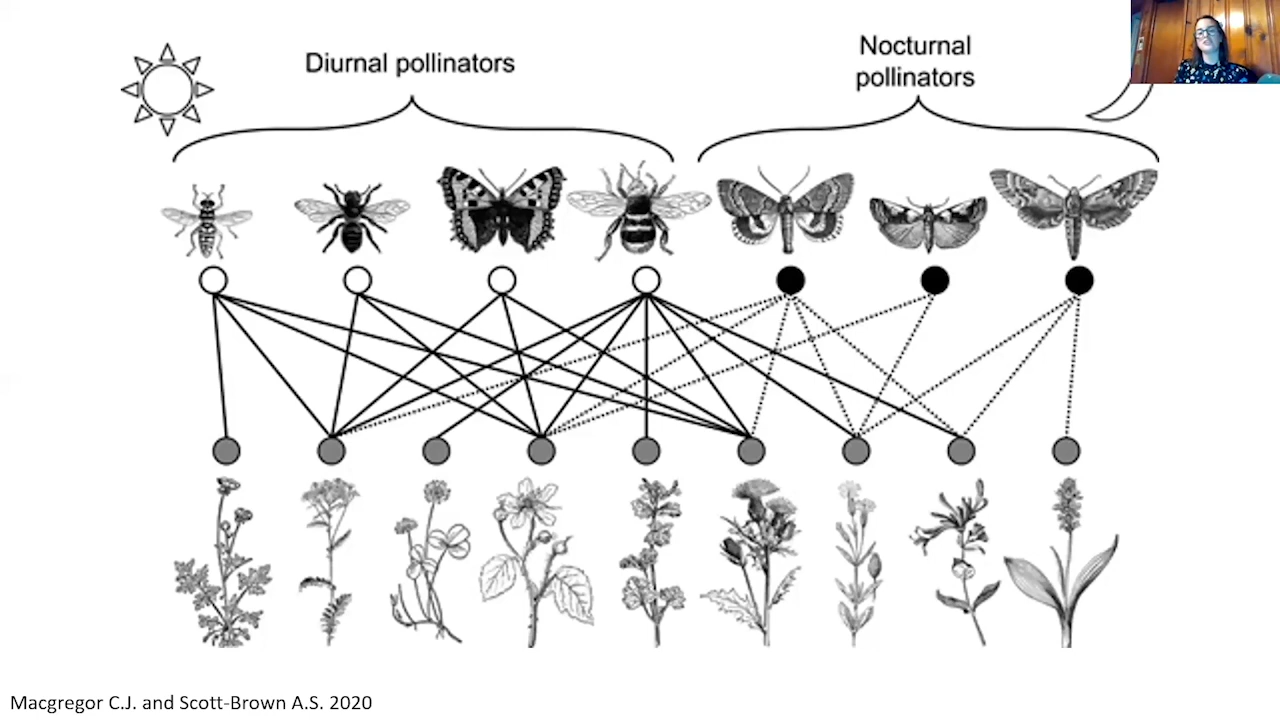 Diurnal pollinators
Nocturnal
pollinators
Macgregor C.J. and Scott-Brown A.S. 2020